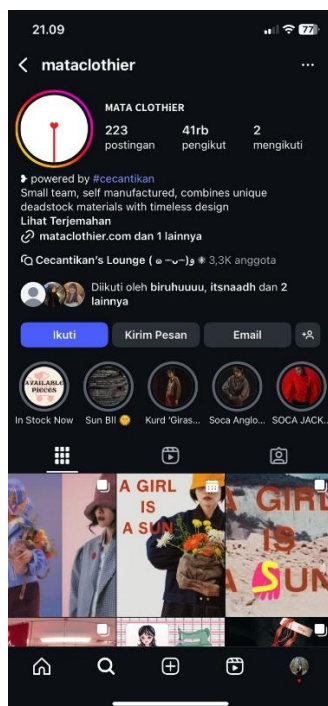 21.09
77
mataclothier
MATA CLOTHiER
223 41rb 2
postingan pengikut mengikuti
❥ powered by #cecantikan
Small team, self manufactured, combines unique
deadstock materials with timeless design
Lihat Terjemahan
mataclothier.com dan 1 lainnya
Cecantikan's Lounge ( ๑ ᴖ ᴗ ᴖ)و ⁕ 3,3K anggota
Diikuti oleh biruhuuuu, itsnaadh dan 2
lainnya
Ikuti Kirim Pesan Email
AVAILABLE
PIECES
In Stock Now Sun BII 🌞 Kurd 'Giras... Soca Anglo... SOCA JACK...
A GIRL
IS
A SUN
A GIRL
IS
A SUN